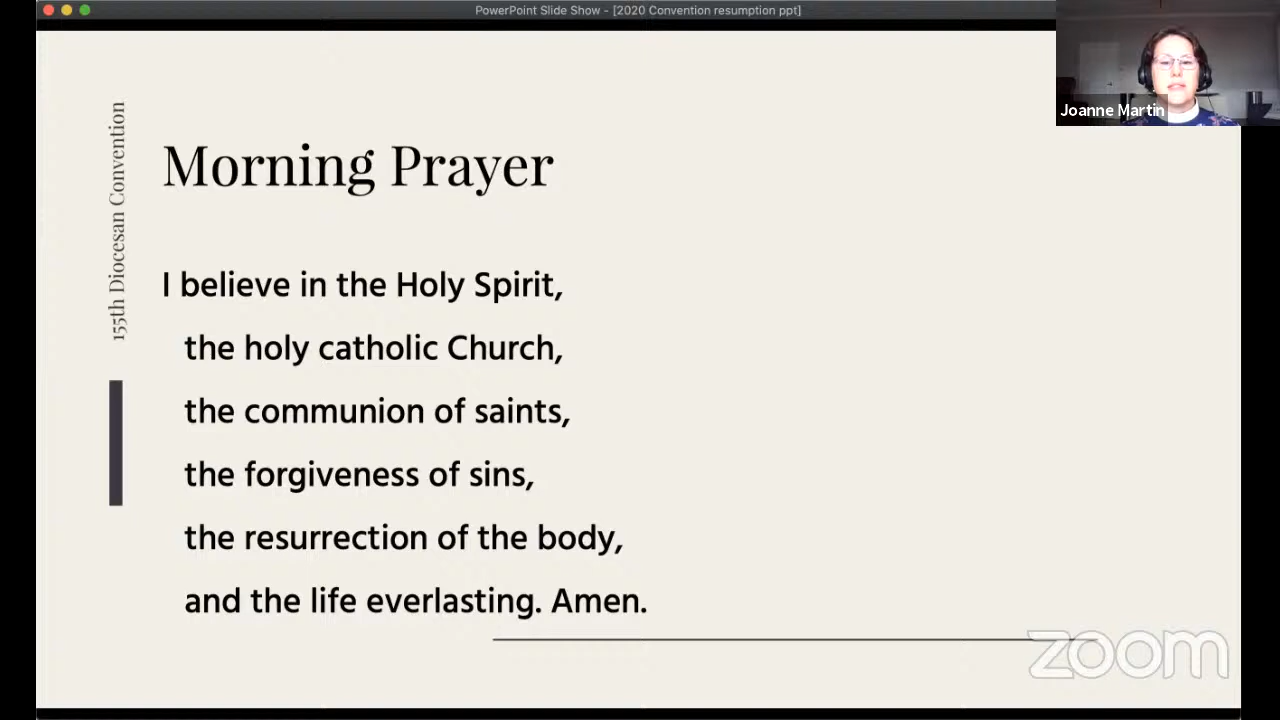 PowerPoint Slide Show - [2020 Convention resumption ppt]
Joanne Martin
155th Diocesan Convention
Morning Prayer
I believe in the Holy Spirit,
the holy catholic Church,
the communion of saints,
the forgiveness of sins,
the resurrection of the body,
and the life everlasting. Amen.
zoom